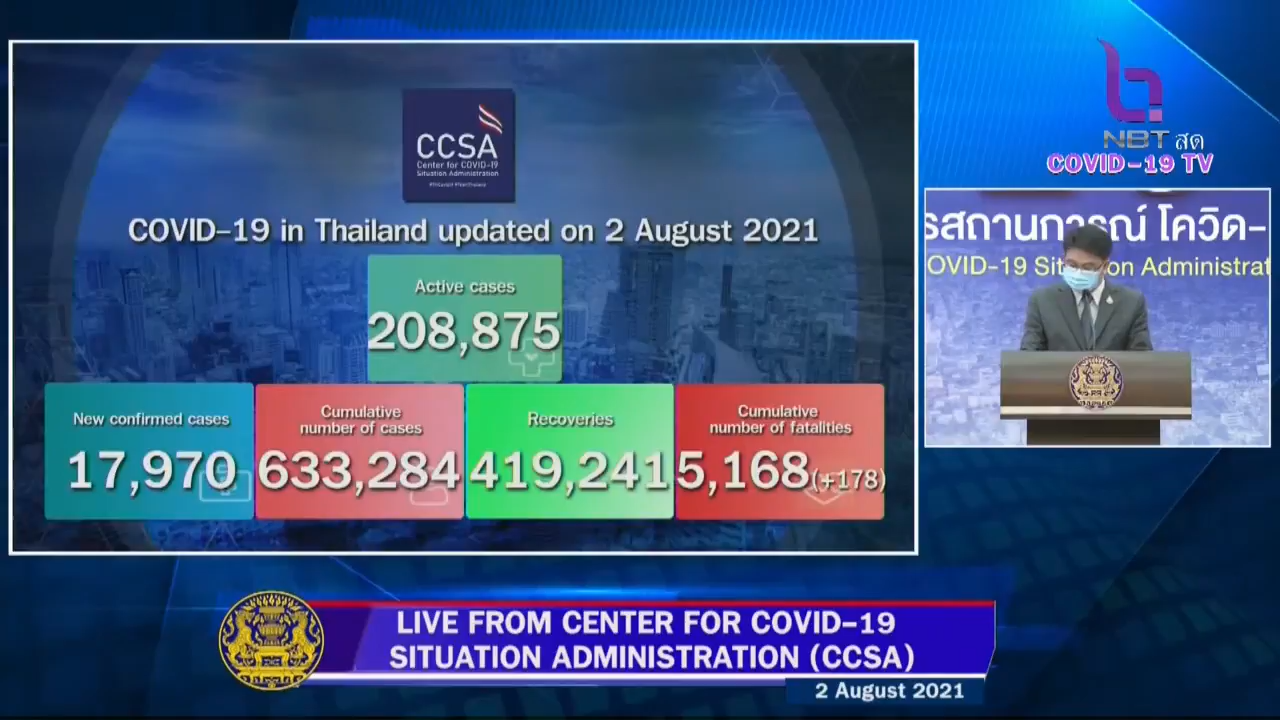 CCSA
Center for COVID-19
Situation Administration
COVID-19 in Thailand updated on 2 August 2021
Active cases
208,875
New confirmed cases
17,970
Cumulative
number of cases
633,284
Recoveries
419,241
Cumulative
number of fatalities
5,168(+178)
NBT สด
COVID-19 TV
รสถานการณ์ โควิด-
OVID-19 Sit on Administrat
LIVE FROM CENTER FOR COVID-19
SITUATION ADMINISTRATION (CCSA)
2 August 2021